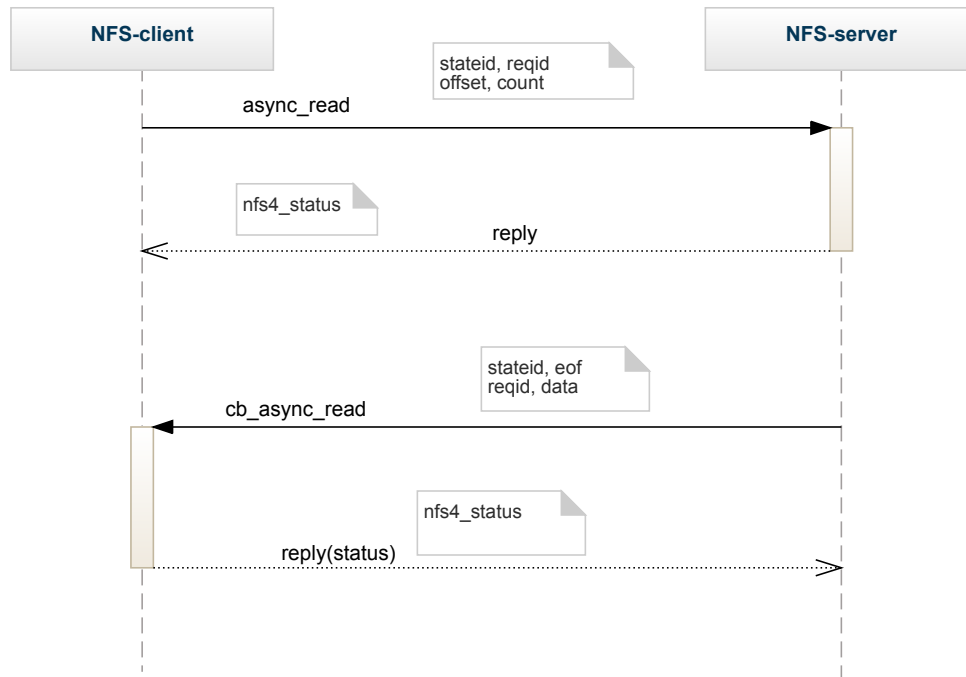 NFS-client
NFS-server
stateid, reqid
offset, count
async_read
nfs4_status
reply
stateid, eof
reqid, data
cb_async_read
nfs4_status
reply(status)